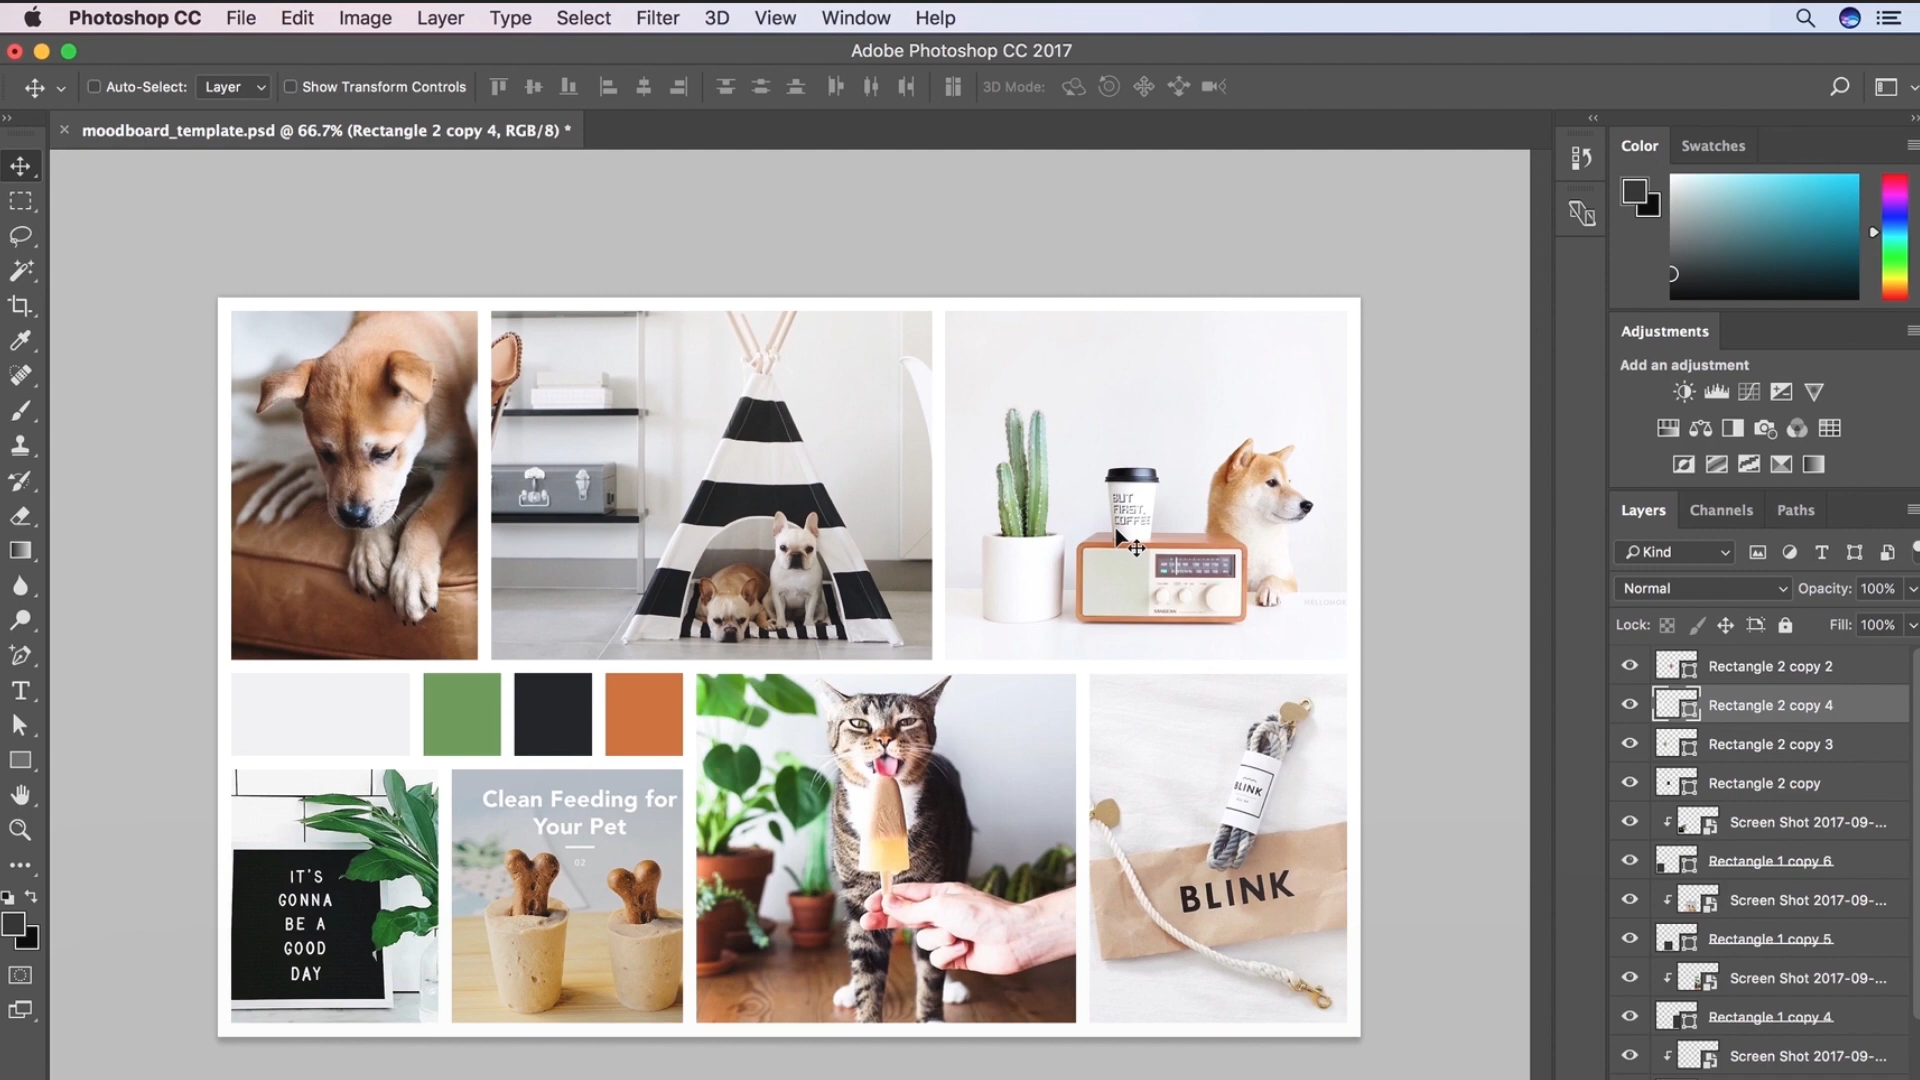 Photoshop CC File Edit Image Layer Type Select Filter 3D View Window Help
Adobe Photoshop CC 2017
Auto-Select: Layer Show Transform Controls 3D Mode:
moodboard_template.psd @ 66.7% (Rectangle 2 copy 4, RGB/8) *
Color Swatches
Adjustments
Add an adjustment
Layers Channels Paths
Kind
Normal Opacity: 100%
Lock: Fill: 100%
Rectangle 2 copy 2
Rectangle 2 copy 4
Rectangle 2 copy 3
Rectangle 2 copy
Screen Shot 2017-09-...
Rectangle 1 copy 6
Screen Shot 2017-09-...
Rectangle 1 copy 5
Screen Shot 2017-09-...
Rectangle 1 copy 4
Screen Shot 2017-09-...
BUT
FIRST,
COFFEE
SANGEAN
IT'S
GONNA
BE A
GOOD
DAY
Clean Feeding for
Your Pet
02
BLINK
BLINK